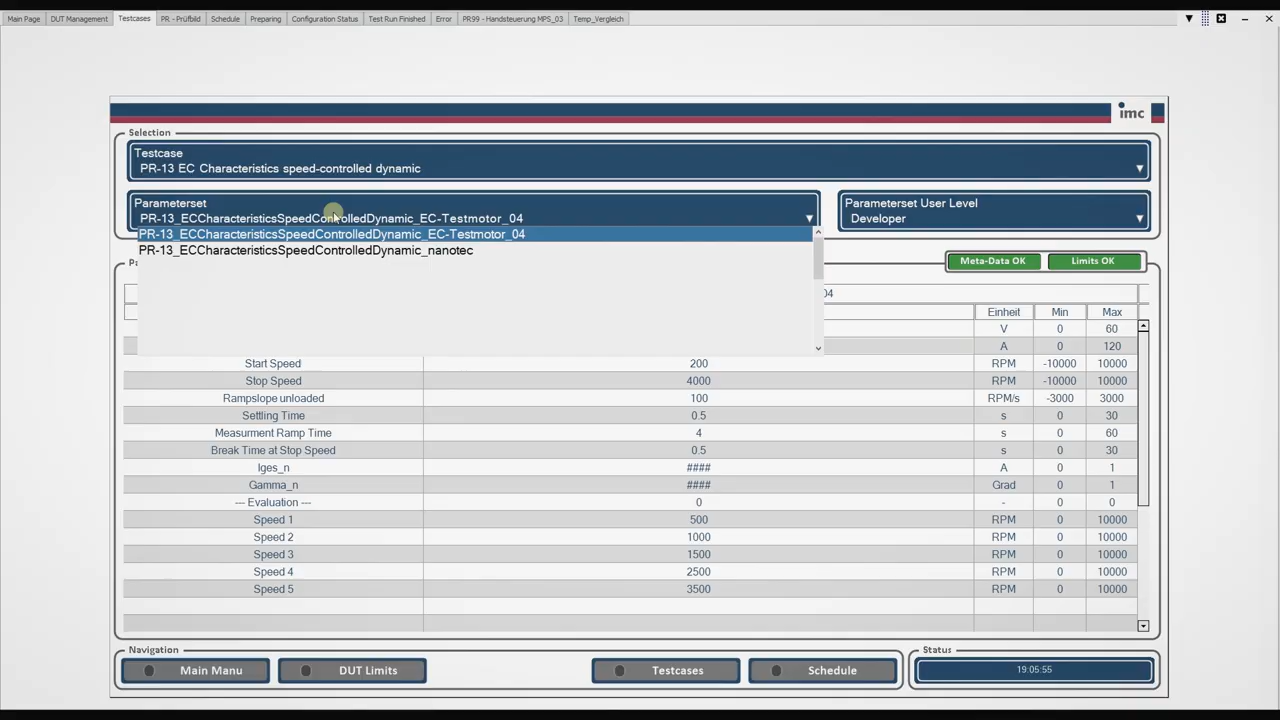 Main Page DUT Management Testcases PR - Prüfbild Schedule Preparing Configuration Status Test Run Finished Error PR99 - Handsteuerung MPS_03 Temp_Vergleich
imc
Selection
Testcase
PR-13 EC Characteristics speed-controlled dynamic
Parameterset
PR-13_ECCharacteristicsSpeedControlledDynamic_EC-Testmotor_04
Parameterset User Level
Developer
PR-13_ECCharacteristicsSpeedControlledDynamic_EC-Testmotor_04
PR-13_ECCharacteristicsSpeedControlledDynamic_nanotec
Meta-Data OK Limits OK
04
Einheit Min Max
V 0 60
A 0 120
Start Speed 200 RPM -10000 10000
Stop Speed 4000 RPM -10000 10000
Rampslope unloaded 100 RPM/s -3000 3000
Settling Time 0.5 s 0 30
Measurment Ramp Time 4 s 0 60
Break Time at Stop Speed 0.5 s 0 30
Iges_n #### A 0 1
Gamma_n #### Grad 0 1
--- Evaluation --- 0 - 0 0
Speed 1 500 RPM 0 10000
Speed 2 1000 RPM 0 10000
Speed 3 1500 RPM 0 10000
Speed 4 2500 RPM 0 10000
Speed 5 3500 RPM 0 10000
Navigation
Main Manu DUT Limits Testcases Schedule
Status
19:05:55